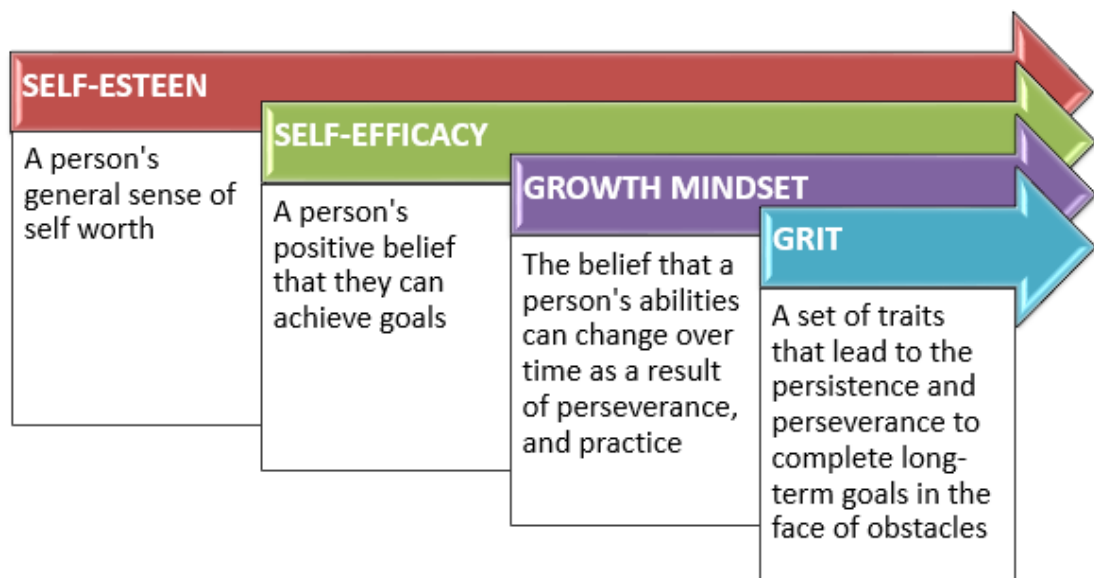 SELF-ESTEEN
A person's
general sense of
self worth
SELF-EFFICACY
A person's
positive belief
that they can
achieve goals
GROWTH MINDSET
The belief that a
person's abilities
can change over
time as a result
of perseverance,
and practice
GRIT
A set of traits
that lead to the
persistence and
perseverance to
complete long-
term goals in the
face of obstacles